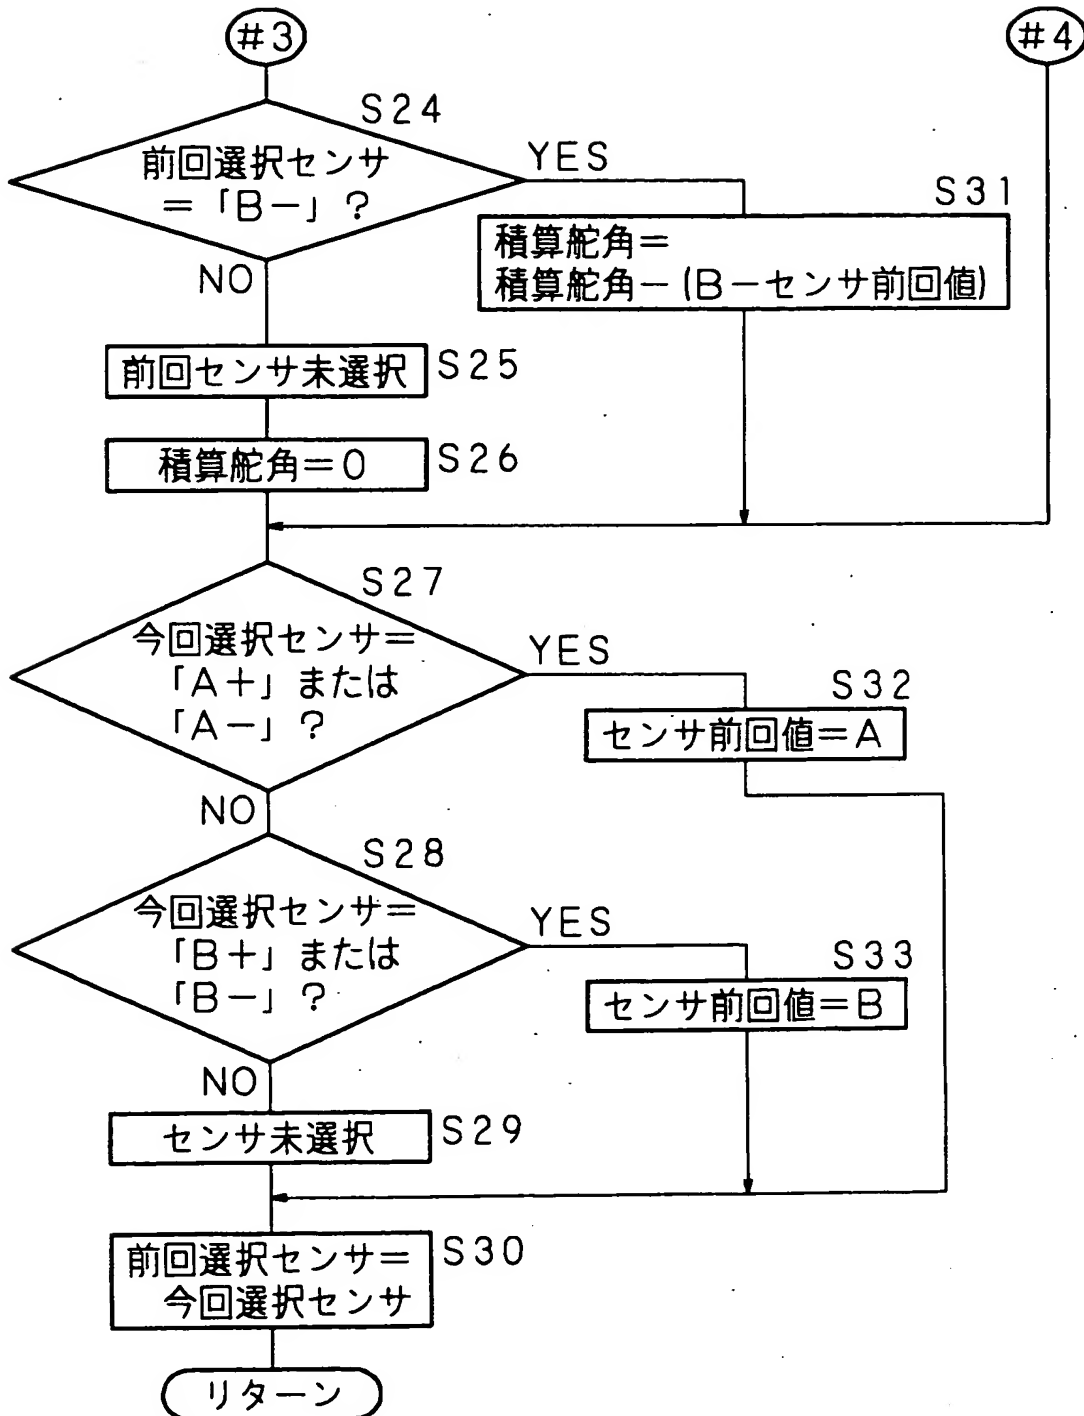 #3
#4
S24
前回選択センサ
=「B−」?
YES
NO
S31
積算舵角=
積算舵角−(B−センサ前回値)
前回センサ未選択
S25
積算舵角=0
S26
S27
今回選択センサ=
「A+」または
「A−」?
YES
NO
S32
センサ前回値=A
S28
今回選択センサ=
「B+」または
「B−」?
YES
NO
S33
センサ前回値=B
センサ未選択
S29
前回選択センサ=
今回選択センサ
S30
リターン